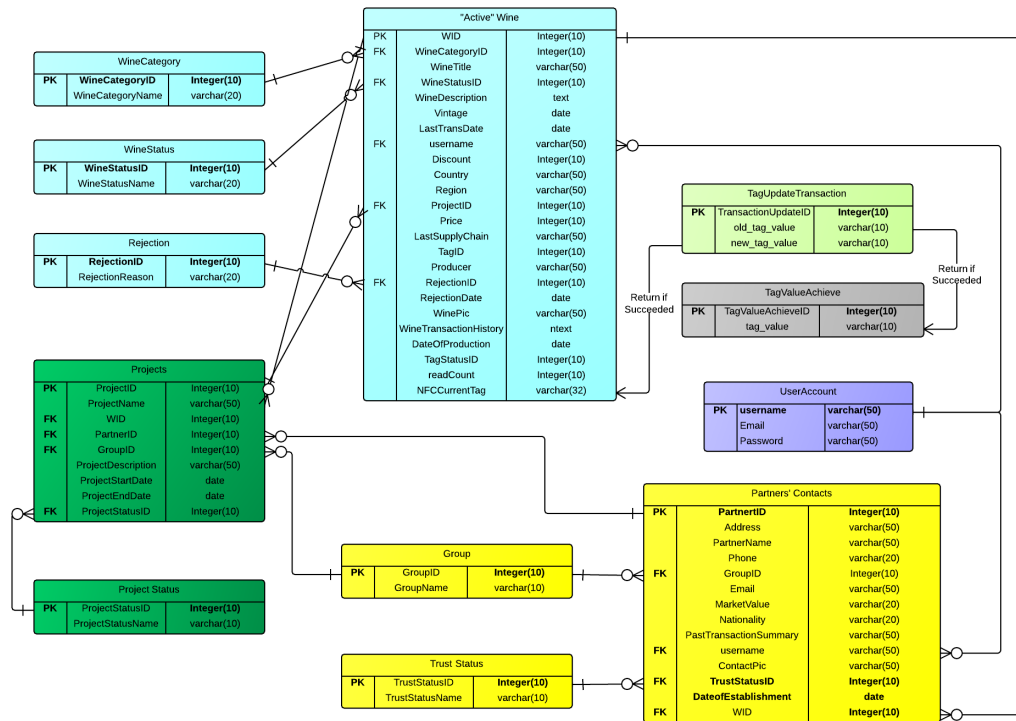 "Active" Wine
PK WID Integer(10)
FK WineCategoryID Integer(10)
WineTitle varchar(50)
FK WineStatusID Integer(10)
WineDescription text
Vintage date
LastTransDate date
FK username varchar(50)
Discount Integer(10)
Country varchar(50)
Region varchar(50)
FK ProjectID Integer(10)
Price Integer(10)
LastSupplyChain varchar(50)
TagID Integer(10)
Producer varchar(50)
FK RejectionID Integer(10)
RejectionDate date
WinePic varchar(50)
WineTransactionHistory ntext
DateOfProduction date
TagStatusID Integer(10)
readCount Integer(10)
NFCCurrentTag varchar(32)
WineCategory
PK WineCategoryID Integer(10)
WineCategoryName varchar(20)
WineStatus
PK WineStatusID Integer(10)
WineStatusName varchar(20)
Rejection
PK RejectionID Integer(10)
RejectionReason varchar(20)
TagUpdateTransaction
PK TransactionUpdateID Integer(10)
old_tag_value varchar(10)
new_tag_value varchar(10)
Return if
Succeeded
Return if
Succeeded
TagValueAchieve
PK TagValueAchieveID Integer(10)
tag_value varchar(10)
UserAccount
PK username varchar(50)
Email varchar(50)
Password varchar(50)
Projects
PK ProjectID Integer(10)
ProjectName varchar(50)
FK WID Integer(10)
FK PartnerID Integer(10)
FK GroupID Integer(10)
ProjectDescription varchar(50)
ProjectStartDate date
ProjectEndDate date
FK ProjectStatusID Integer(10)
Project Status
PK ProjectStatusID Integer(10)
ProjectStatusName varchar(10)
Group
PK GroupID Integer(10)
GroupName varchar(10)
Trust Status
PK TrustStatusID Integer(10)
TrustStatusName varchar(10)
Partners' Contacts
PK PartnertID Integer(10)
Address varchar(50)
PartnerName varchar(50)
Phone varchar(20)
FK GroupID Integer(10)
Email varchar(50)
MarketValue varchar(20)
Nationality varchar(20)
PastTransactionSummary varchar(50)
FK username varchar(50)
ContactPic varchar(50)
FK TrustStatusID Integer(10)
DateofEstablishment date
FK WID Integer(10)